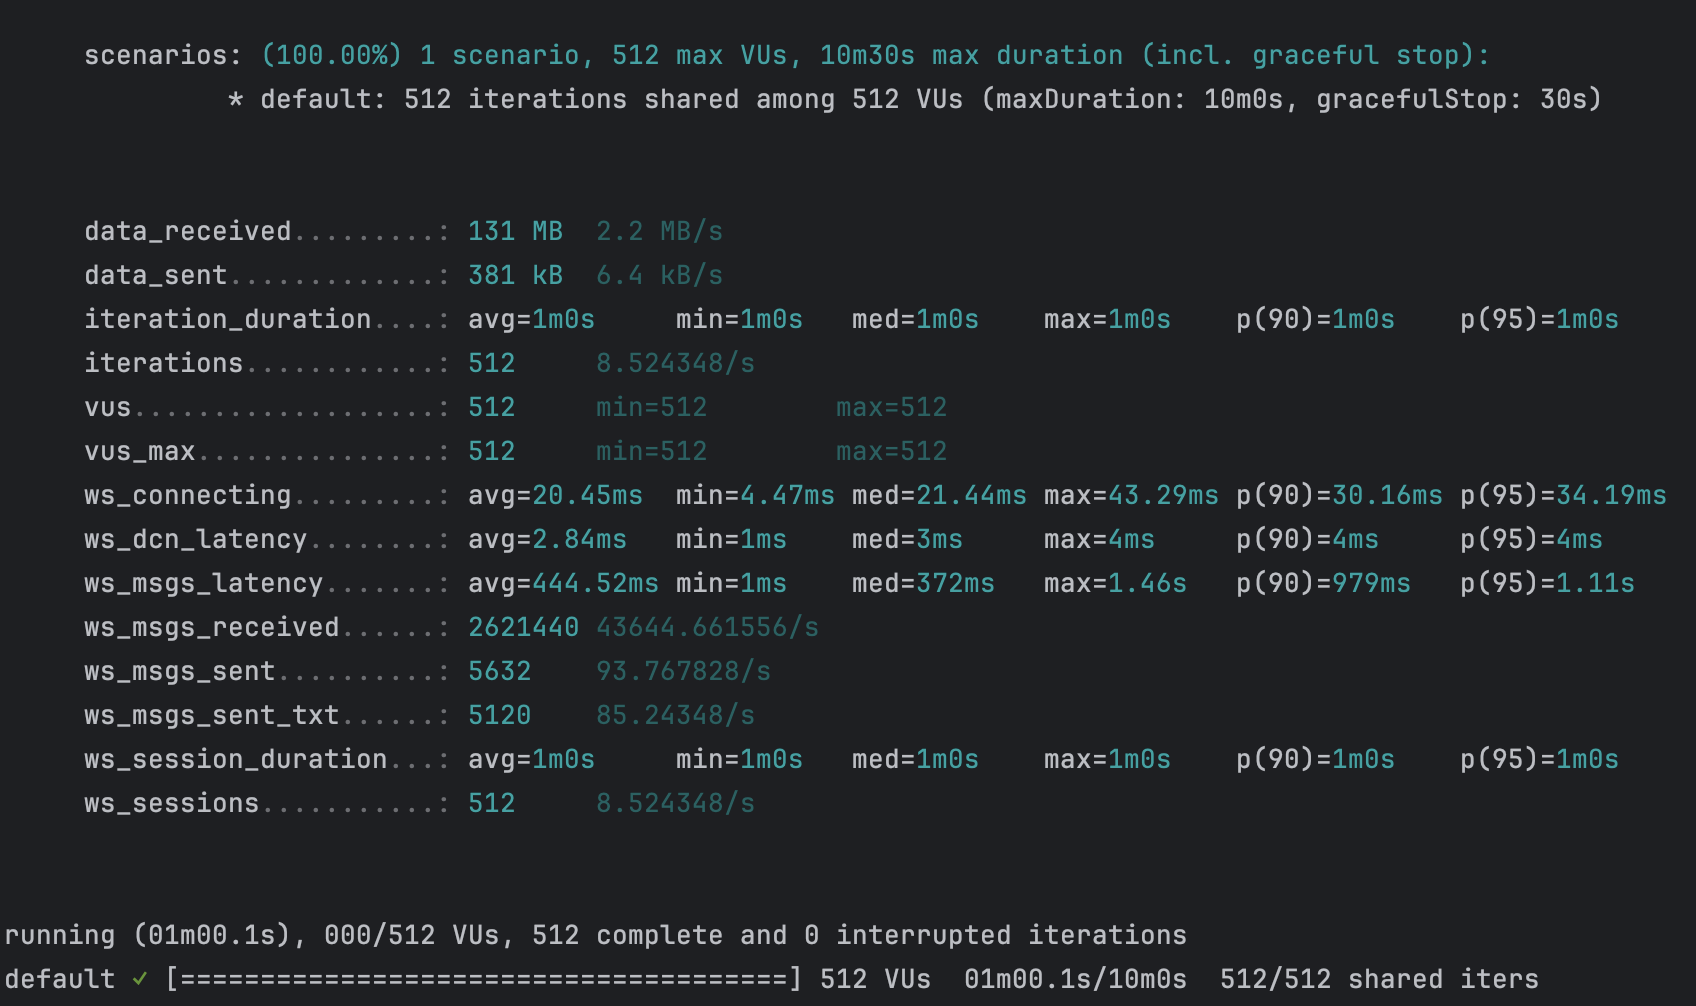 scenarios: (100.00%) 1 scenario, 512 max VUs, 10m30s max duration (incl. graceful stop):
* default: 512 iterations shared among 512 VUs (maxDuration: 10m0s, gracefulStop: 30s)
data_received.........: 131 MB 2.2 MB/s
data_sent.............: 381 kB 6.4 kB/s
iteration_duration....: avg=1m0s min=1m0s med=1m0s max=1m0s p(90)=1m0s p(95)=1m0s
iterations............: 512 8.524348/s
vus...................: 512 min=512 max=512
vus_max...............: 512 min=512 max=512
ws_connecting.........: avg=20.45ms min=4.47ms med=21.44ms max=43.29ms p(90)=30.16ms p(95)=34.19ms
ws_dcn_latency........: avg=2.84ms min=1ms med=3ms max=4ms p(90)=4ms p(95)=4ms
ws_msgs_latency.......: avg=444.52ms min=1ms med=372ms max=1.46s p(90)=979ms p(95)=1.11s
ws_msgs_received......: 2621440 43644.661556/s
ws_msgs_sent..........: 5632 93.767828/s
ws_msgs_sent_txt......: 5120 85.24348/s
ws_session_duration...: avg=1m0s min=1m0s med=1m0s max=1m0s p(90)=1m0s p(95)=1m0s
ws_sessions...........: 512 8.524348/s
running (01m00.1s), 000/512 VUs, 512 complete and 0 interrupted iterations
default ✓ [======================================] 512 VUs 01m00.1s/10m0s 512/512 shared iters